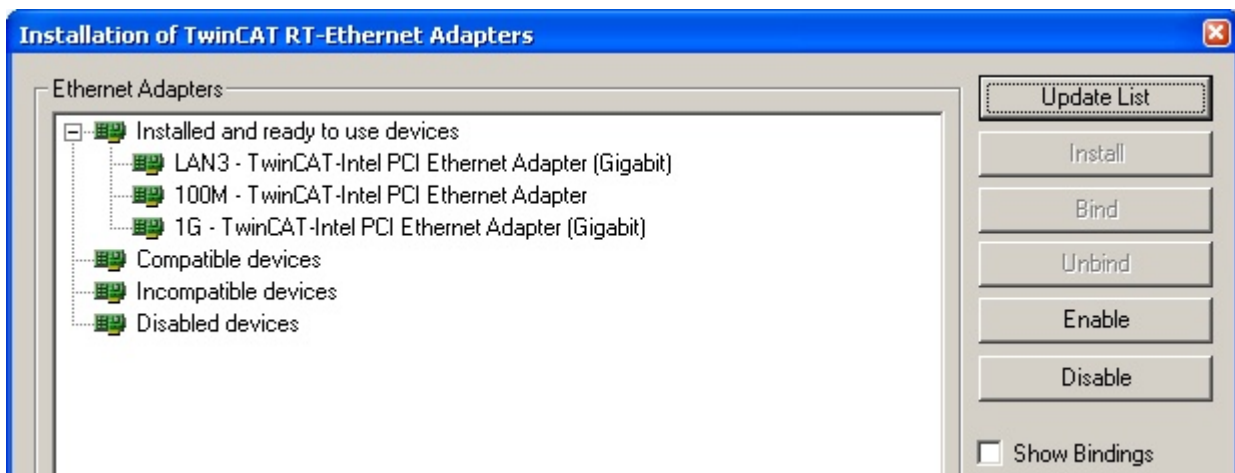 Installation of TwinCAT RT-Ethernet Adapters
Ethernet Adapters
Installed and ready to use devices
LAN3 - TwinCAT-Intel PCI Ethernet Adapter (Gigabit)
100M - TwinCAT-Intel PCI Ethernet Adapter
1G - TwinCAT-Intel PCI Ethernet Adapter (Gigabit)
Compatible devices
Incompatible devices
Disabled devices
Update List
Install
Bind
Unbind
Enable
Disable
Show Bindings